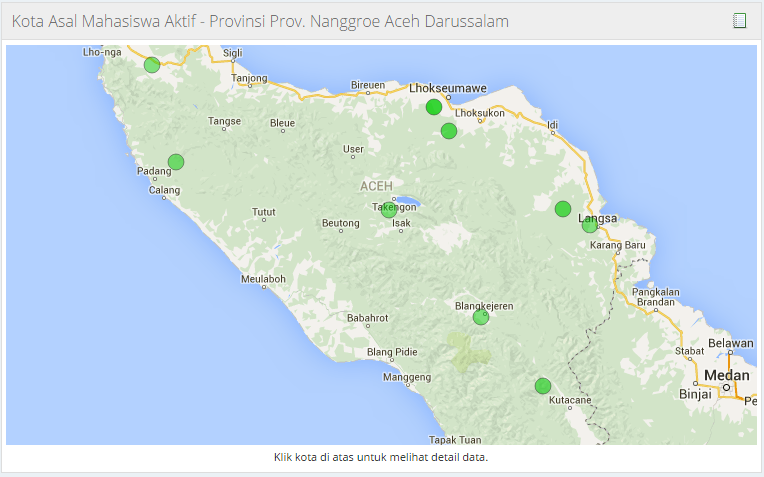 Kota Asal Mahasiswa Aktif - Provinsi Prov. Nanggroe Aceh Darussalam
Lho-nga
Sigli
Tanjong
Bireuen
Lhokseumawe
Lhoksukon
Idi
Tangse
Bleue
User
Padang
Calang
ACEH
Takengon
Tutut
Beutong
Isak
Langsa
Karang Baru
Meulaboh
Pangkalan
Brandan
Blangkejeren
Babahrot
Blang Pidie
Stabat
Belawan
Manggeng
Medan
Binjai
Pe
Kutacane
Tapak Tuan
Klik kota di atas untuk melihat detail data.